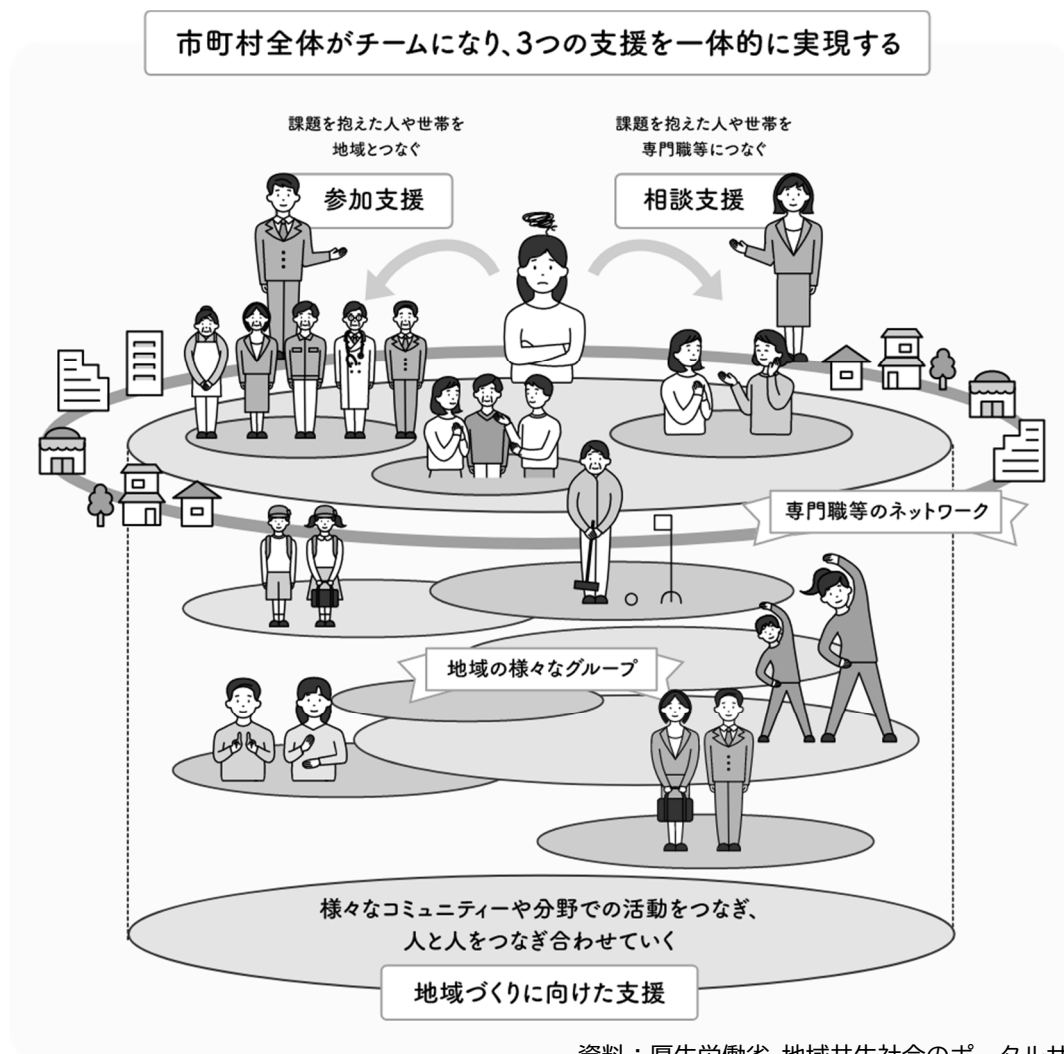 市町村全体がチームになり、3つの支援を一体的に実現する
課題を抱えた人や世帯を
地域とつなぐ
参加支援
課題を抱えた人や世帯を
専門職等につなぐ
相談支援
専門職等のネットワーク
地域の様々なグループ
様々なコミュニティーや分野での活動をつなぎ、
人と人をつなぎ合わせていく
地域づくりに向けた支援
資料:厚生労働省 地域共生社会のポータルサ